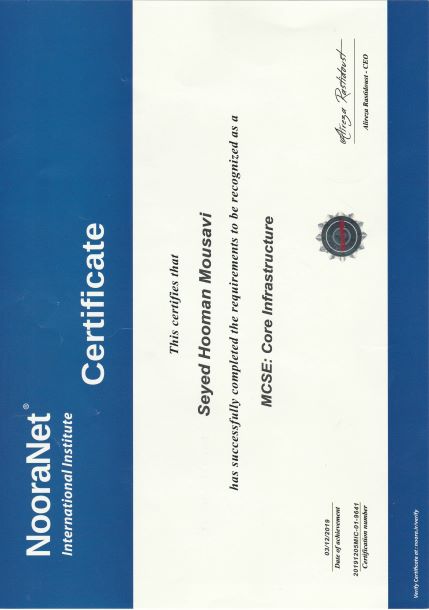 NooraNet®
International Institute
Certificate
This certifies that
Seyed Hooman Mousavi
has successfully completed the requirements to be recognized as a
MCSE: Core Infrastructure
03/12/2019
Date of achievement
20191205MIC-01-9641
Certification number
Alireza Rastidoust
Alireza Rastidoust - CEO
Verify Certificate at : noora.ir/verify